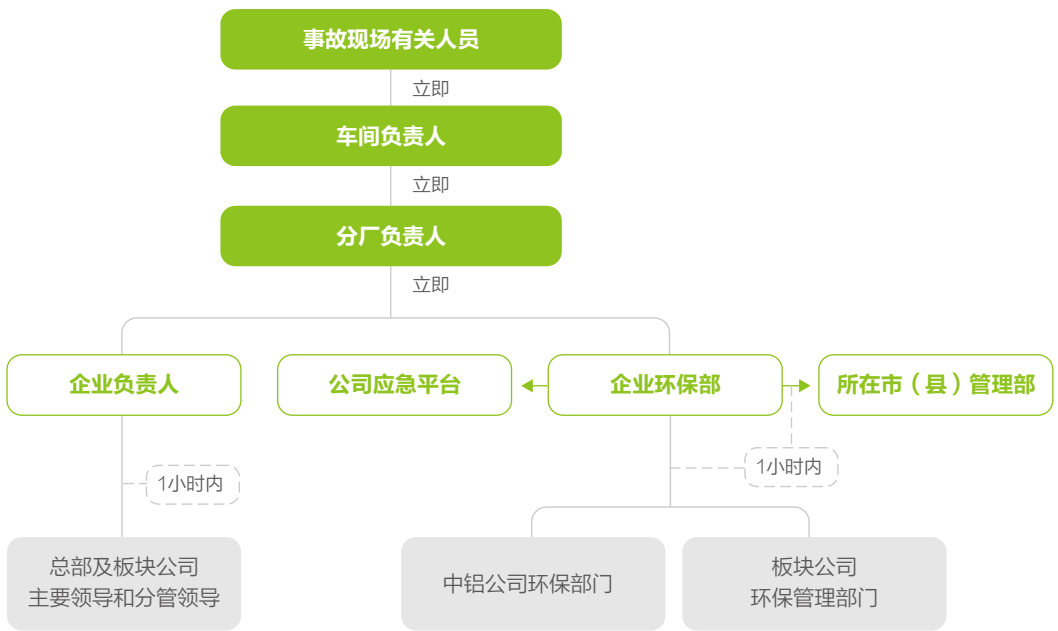 事故现场有关人员
立即
车间负责人
立即
分厂负责人
立即
企业负责人
公司应急平台
企业环保部
所在市（县）管理部
1小时内
1小时内
总部及板块公司
主要领导和分管领导
中铝公司环保部门
板块公司
环保管理部门